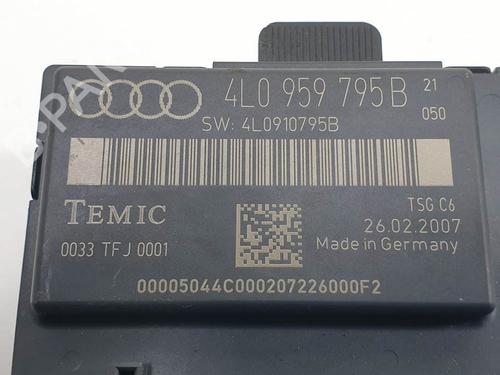 4L0 959 795B 21
050
SW: 4L0910795B
TEMIC
TSG C6
26.02.2007
0033 TFJ 0001
Made in Germany
00005044C000207226000F2